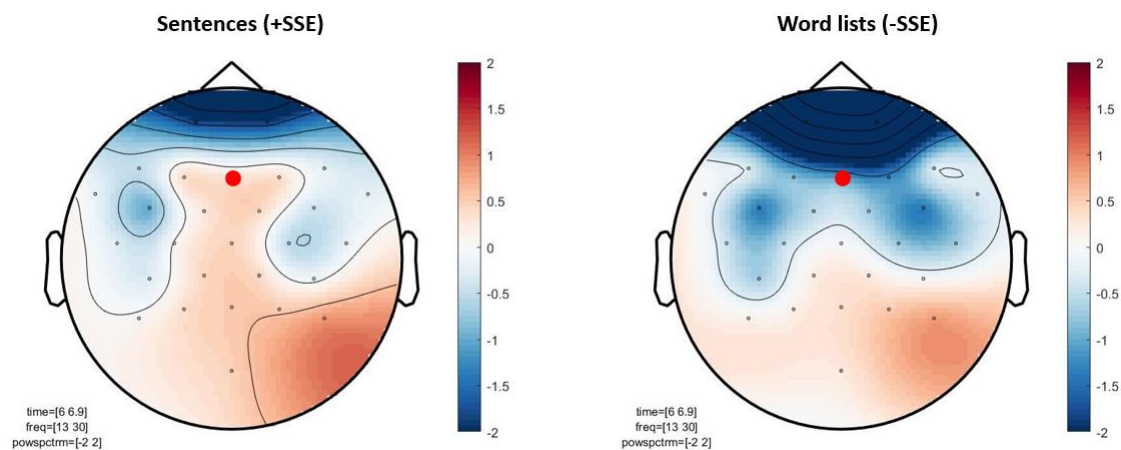 Sentences (+SSE)
2
1.5
1
0.5
0
-0.5
-1
-1.5
-2
time=[6 6.9]
freq=[13 30]
powspctrm=[-2 2]
Word lists (-SSE)
2
1.5
1
0.5
0
-0.5
-1
-1.5
-2
time=[6 6.9]
freq=[13 30]
powspctrm=[-2 2]